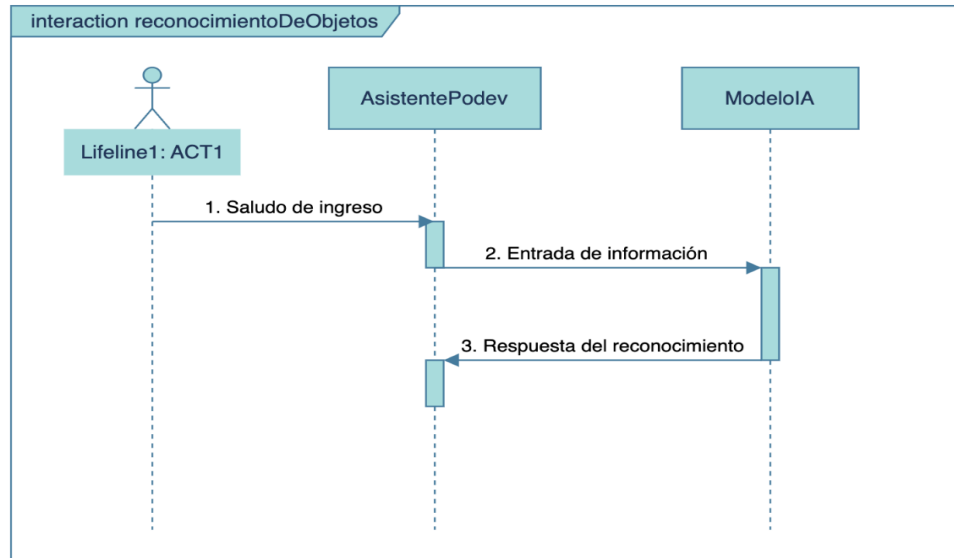 interaction reconocimientoDeObjetos
Lifeline1: ACT1
AsistentePodev
ModeloIA
1. Saludo de ingreso
2. Entrada de información
3. Respuesta del reconocimiento